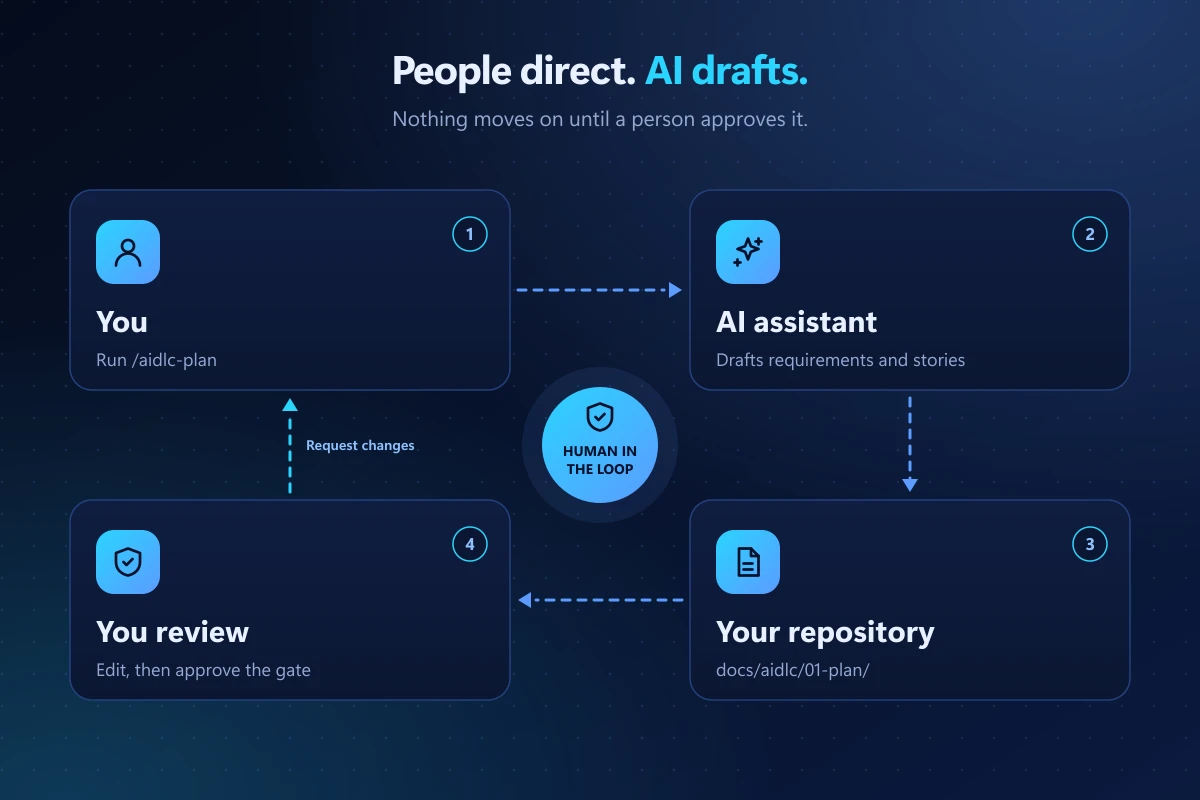 People direct. AI drafts.
Nothing moves on until a person approves it.
1
You
Run /aidlc-plan
2
AI assistant
Drafts requirements and stories
Request changes
HUMAN IN
THE LOOP
4
You review
Edit, then approve the gate
3
Your repository
docs/aidlc/01-plan/